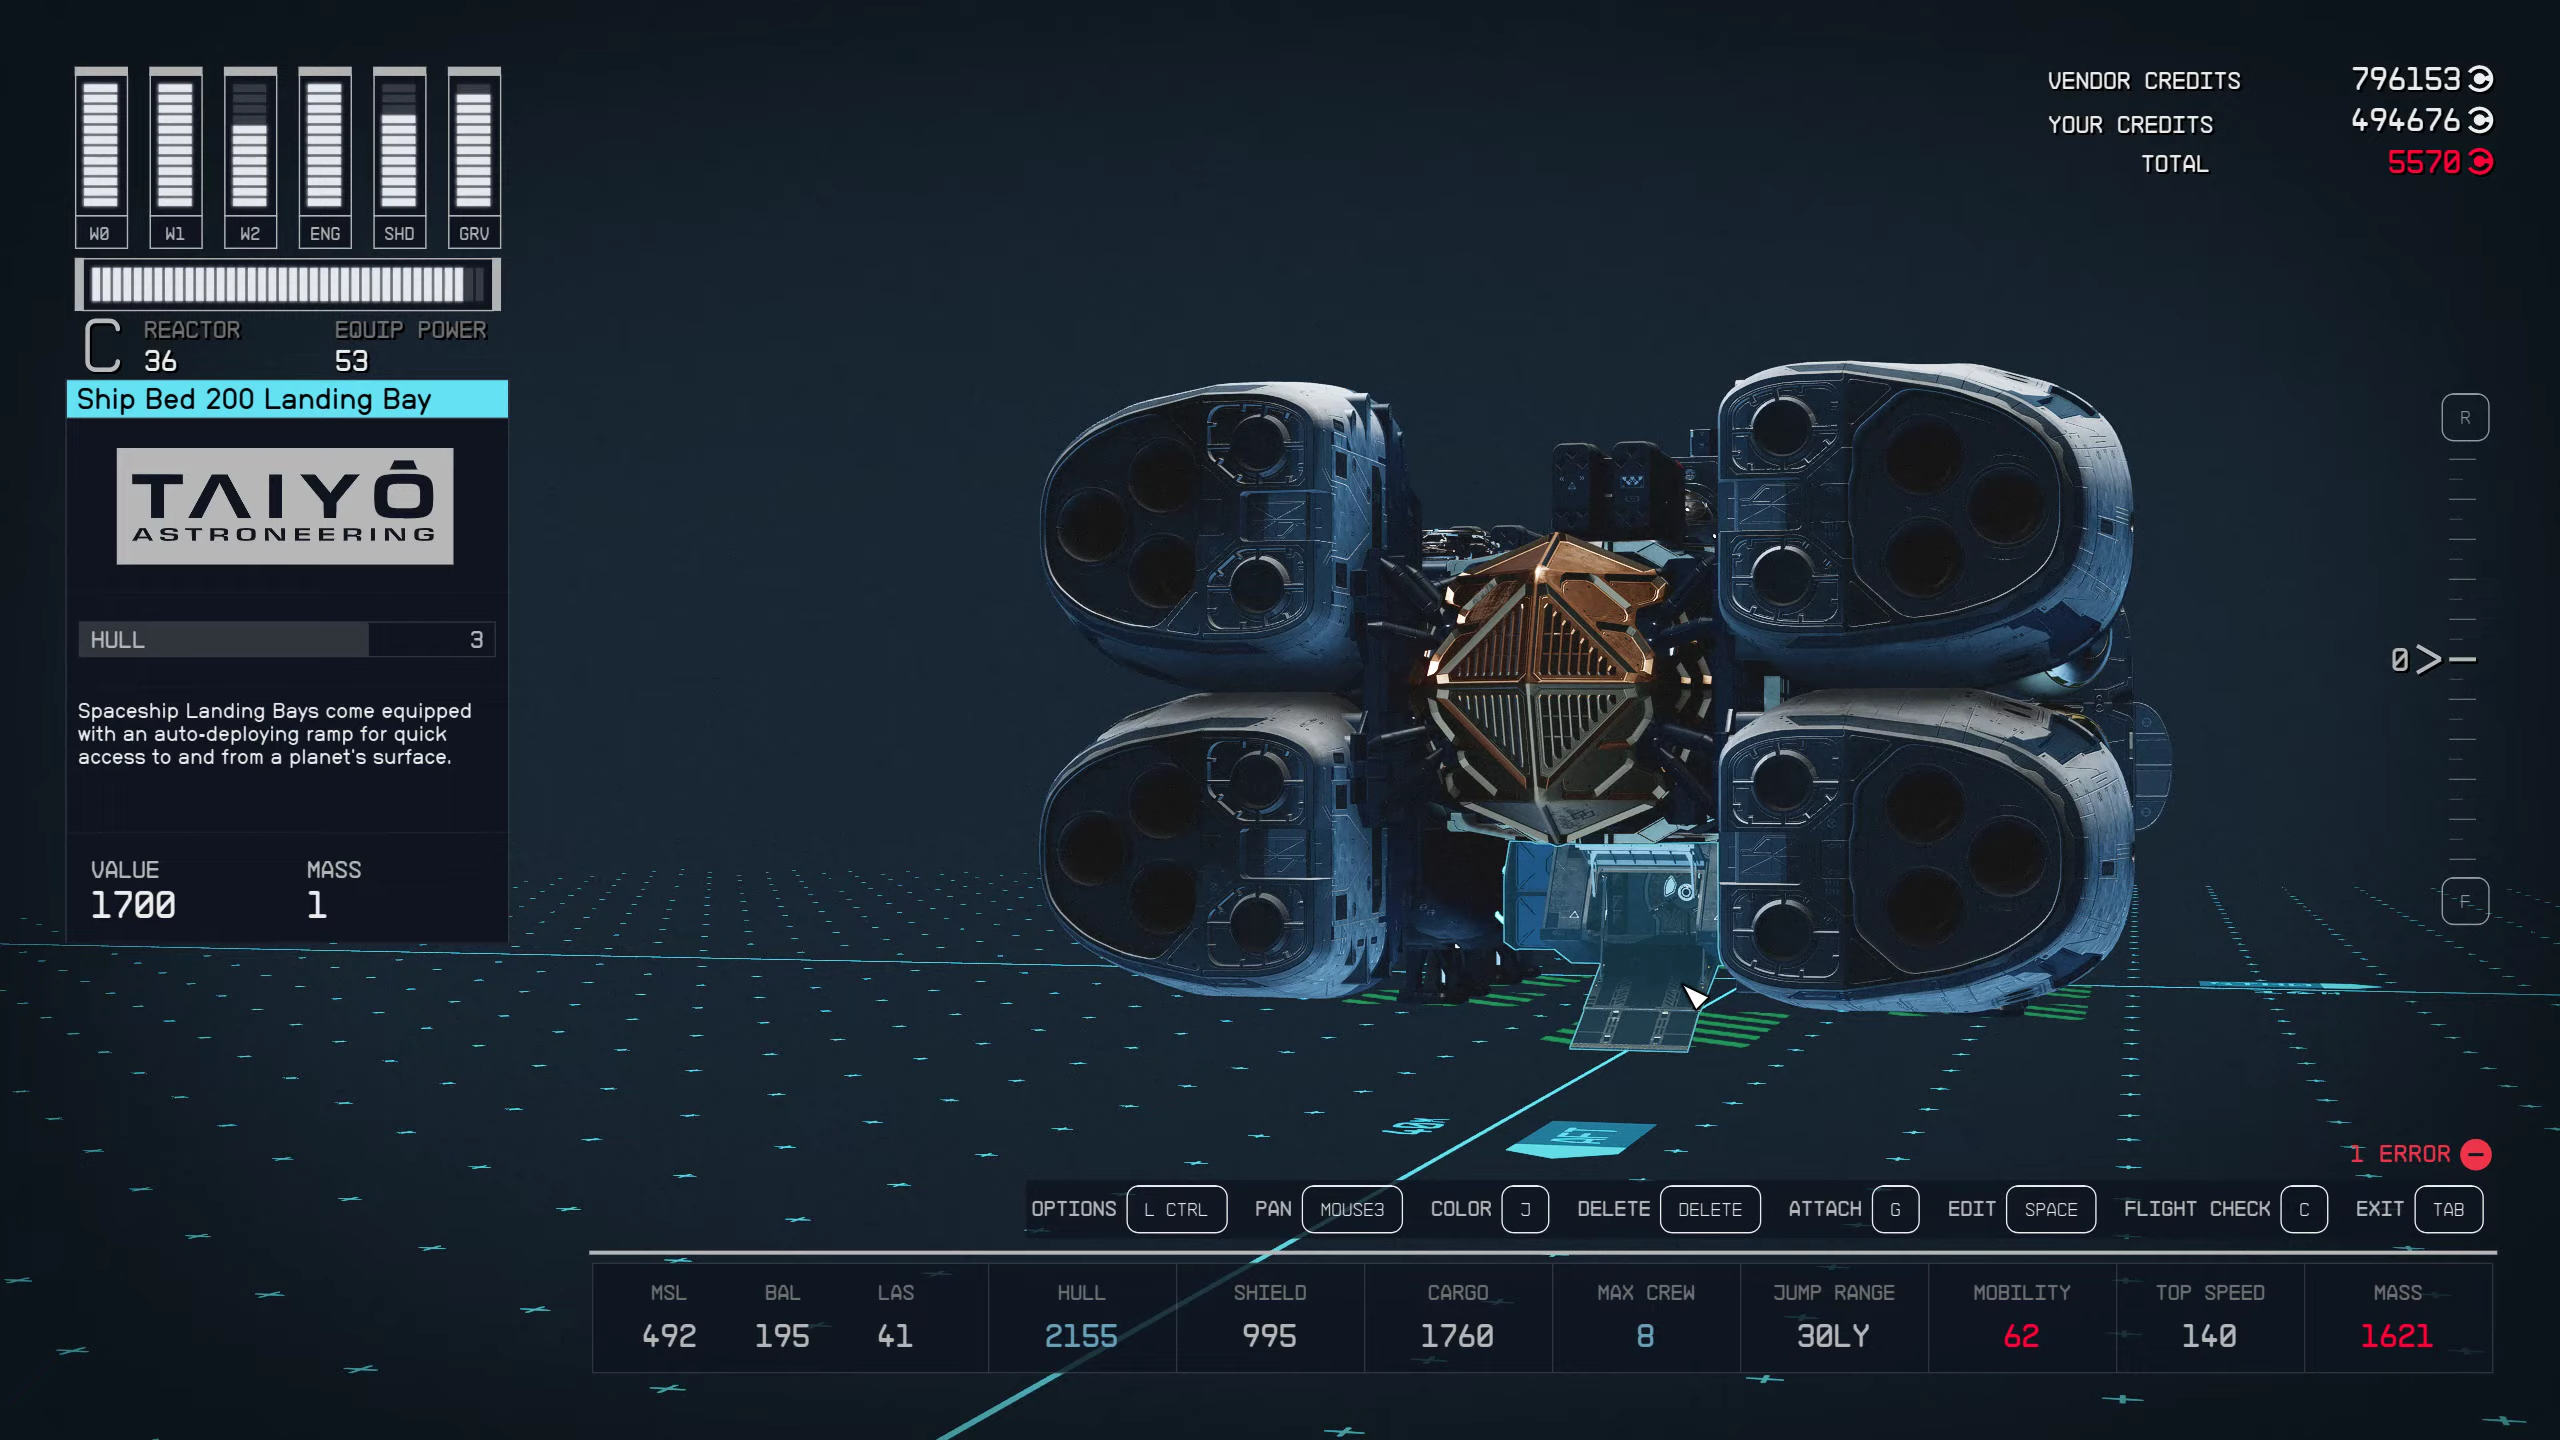 VENDOR CREDITS 796153
YOUR CREDITS 494676
TOTAL 5570
W0 W1 W2 ENG SHD GRV
C REACTOR EQUIP POWER
36 53
Ship Bed 200 Landing Bay
TAIYŌ
ASTRONEERING
HULL 3
Spaceship Landing Bays come equipped
with an auto-deploying ramp for quick
access to and from a planet's surface.
VALUE MASS
1700 1
R
0
F
AFT
1 ERROR
OPTIONS L CTRL PAN MOUSE3 COLOR J DELETE DELETE ATTACH G EDIT SPACE FLIGHT CHECK C EXIT TAB
MSL BAL LAS HULL SHIELD CARGO MAX CREW JUMP RANGE MOBILITY TOP SPEED MASS
492 195 41 2155 995 1760 8 30LY 62 140 1621